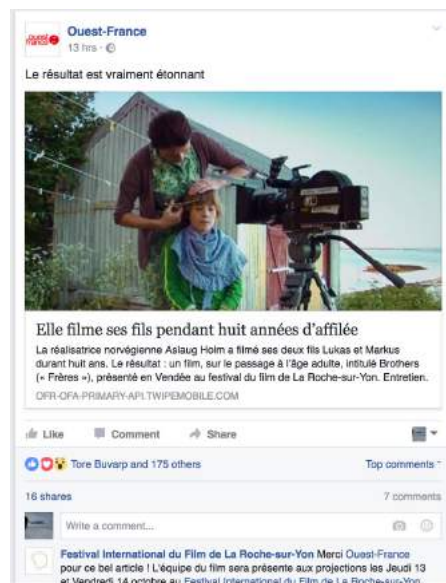 ouest france
Ouest-France
13 hrs ·
Le résultat est vraiment étonnant
Elle filme ses fils pendant huit années d'affilée
La réalisatrice norvégienne Aslaug Holm a filmé ses deux fils Lukas et Markus
durant huit ans. Le résultat : un film, sur le passage à l'âge adulte, intitulé Brothers
(« Frères »), présenté en Vendée au festival du film de La Roche-sur-Yon. Entretien.
OFR-OFA-PRIMARY-API.TWIPEMOBILE.COM
Like Comment Share
Tore Buvarp and 175 others Top comments
16 shares 7 comments
Write a comment...
Festival International du Film de La Roche-sur-Yon Merci Ouest-France
pour ce bel article ! L'équipe du film sera présente aux projections les Jeudi 13
et Vendredi 14 octobre au Festival International du Film de La Roche-sur-Yon